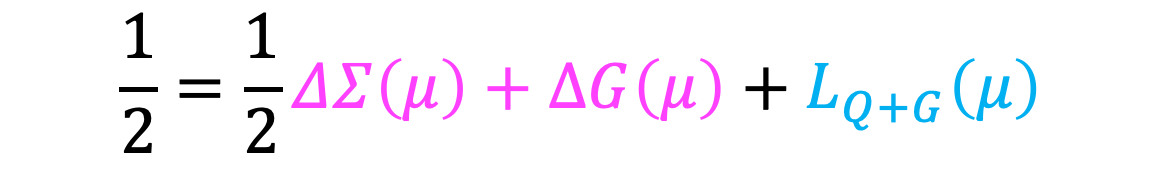 1/2 = 1/2 ΔΣ(μ) + ΔG(μ) + L_{Q+G}(μ)